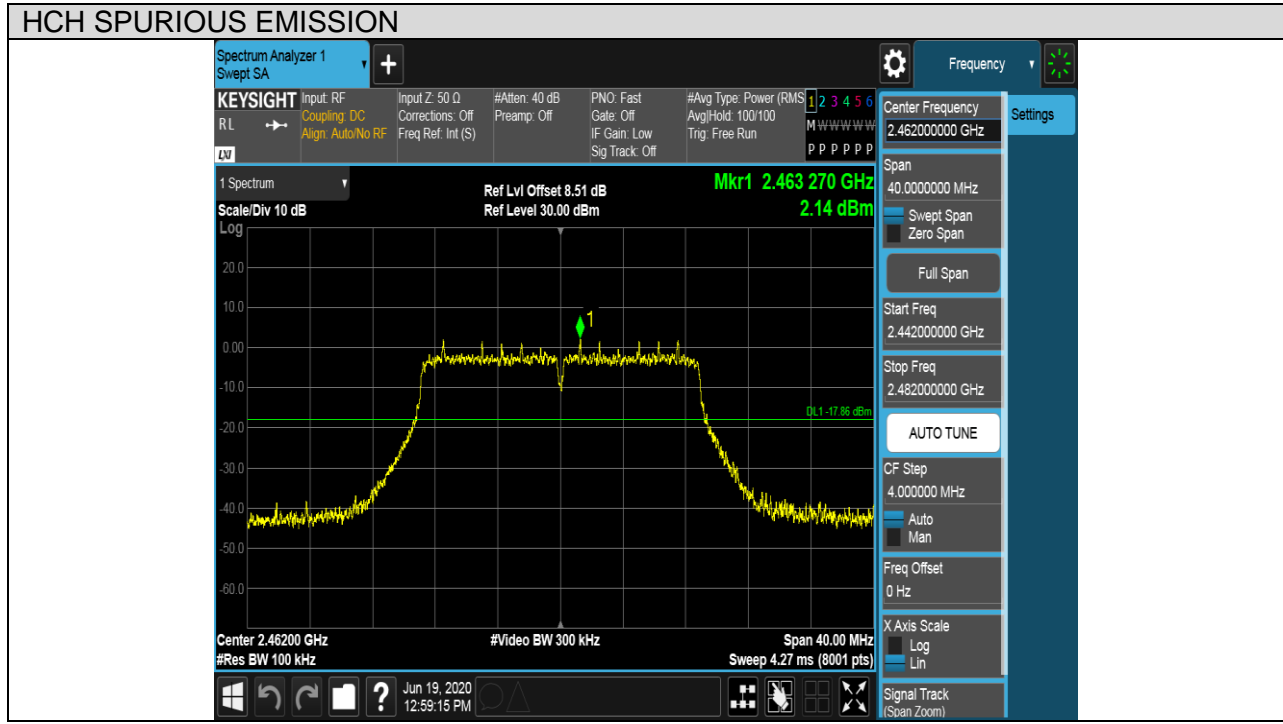 HCH SPURIOUS EMISSION
Spectrum Analyzer 1
Swept SA
Frequency
KEYSIGHT
RL
LXI
Input: RF
Coupling: DC
Align: Auto/No RF
Input Z: 50 Ω
Corrections: Off
Freq Ref: Int (S)
#Atten: 40 dB
Preamp: Off
PNO: Fast
Gate: Off
IF Gain: Low
Sig Track: Off
#Avg Type: Power (RMS
Avg|Hold: 100/100
Trig: Free Run
1 2 3 4 5 6
M W W W W W
P P P P P P
1 Spectrum
Scale/Div 10 dB
Ref Lvl Offset 8.51 dB
Ref Level 30.00 dBm
Mkr1 2.463 270 GHz
2.14 dBm
Log
20.0
10.0
0.00
-10.0
-20.0
-30.0
-40.0
-50.0
-60.0
1
DL1 -17.86 dBm
Center 2.46200 GHz
#Res BW 100 kHz
#Video BW 300 kHz
Span 40.00 MHz
Sweep 4.27 ms (8001 pts)
Jun 19, 2020
12:59:15 PM
Center Frequency
2.462000000 GHz
Settings
Span
40.0000000 MHz
Swept Span
Zero Span
Full Span
Start Freq
2.442000000 GHz
Stop Freq
2.482000000 GHz
AUTO TUNE
CF Step
4.000000 MHz
Auto
Man
Freq Offset
0 Hz
X Axis Scale
Log
Lin
Signal Track
(Span Zoom)